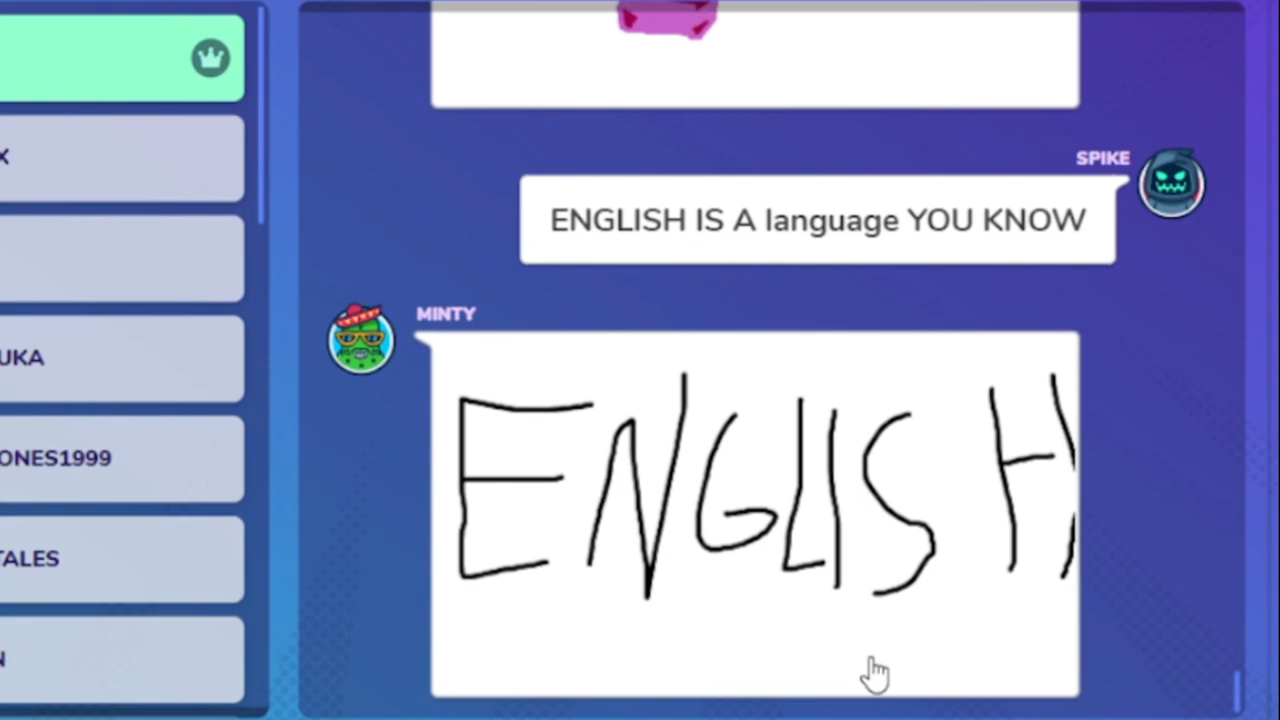 X
UKA
ONES1999
TALES
N
SPIKE
ENGLISH IS A language YOU KNOW
MINTY
ENGLISH